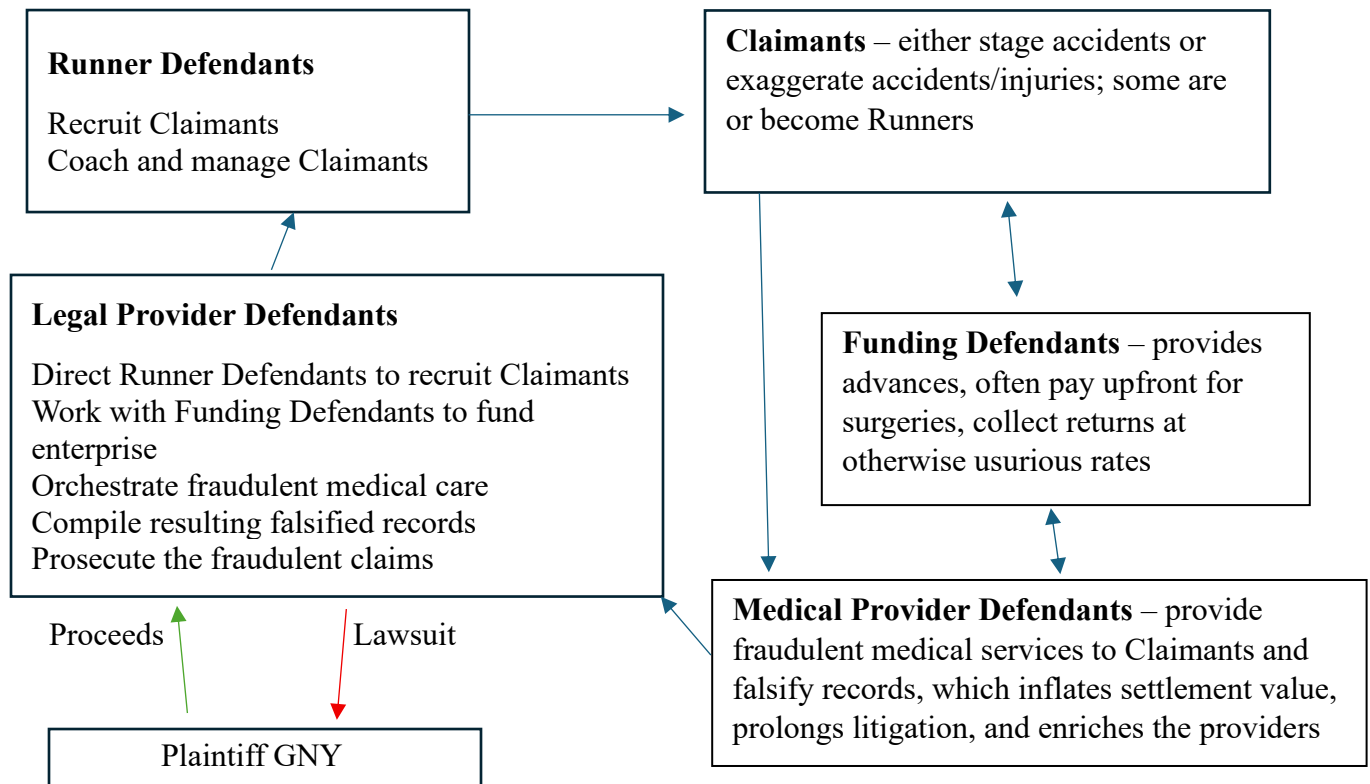 Runner Defendants
Recruit Claimants
Coach and manage Claimants
Claimants – either stage accidents or
exaggerate accidents/injuries; some are
or become Runners
Legal Provider Defendants
Direct Runner Defendants to recruit Claimants
Work with Funding Defendants to fund
enterprise
Orchestrate fraudulent medical care
Compile resulting falsified records
Prosecute the fraudulent claims
Funding Defendants – provides
advances, often pay upfront for
surgeries, collect returns at
otherwise usurious rates
Medical Provider Defendants – provide
fraudulent medical services to Claimants and
falsify records, which inflates settlement value,
prolongs litigation, and enriches the providers
Proceeds
Lawsuit
Plaintiff GNY